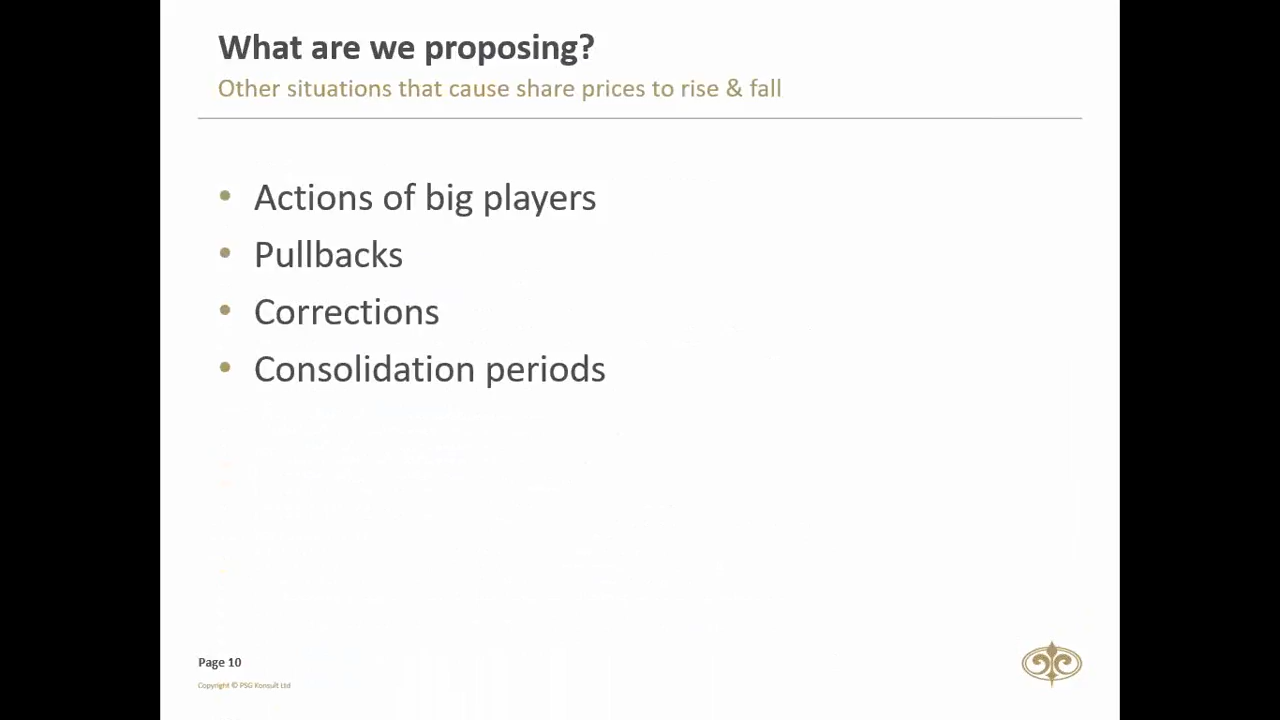 What are we proposing?
Other situations that cause share prices to rise & fall
• Actions of big players
• Pullbacks
• Corrections
• Consolidation periods
Page 10
Copyright © PSG Konsult Ltd